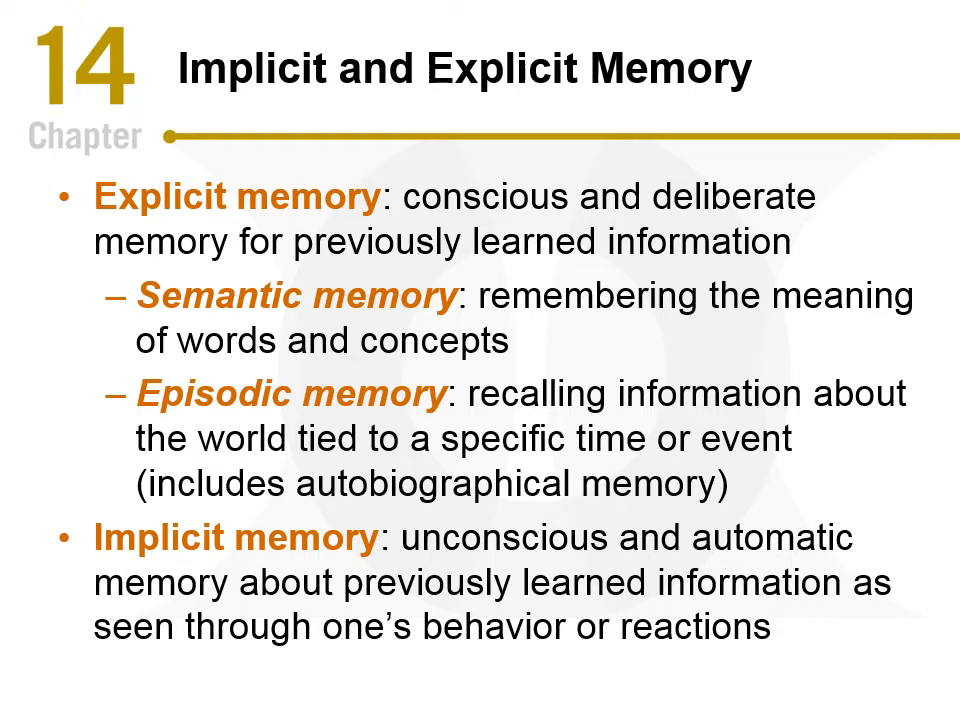 14
Chapter
Implicit and Explicit Memory
• Explicit memory: conscious and deliberate
memory for previously learned information
– Semantic memory: remembering the meaning
of words and concepts
– Episodic memory: recalling information about
the world tied to a specific time or event
(includes autobiographical memory)
• Implicit memory: unconscious and automatic
memory about previously learned information as
seen through one’s behavior or reactions